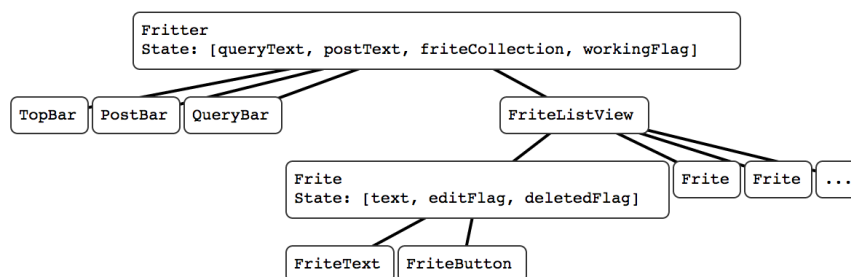 Fritter
State: [queryText, postText, friteCollection, workingFlag]
TopBar
PostBar
QueryBar
FriteListView
Frite
State: [text, editFlag, deletedFlag]
Frite
Frite
...
FriteText
FriteButton